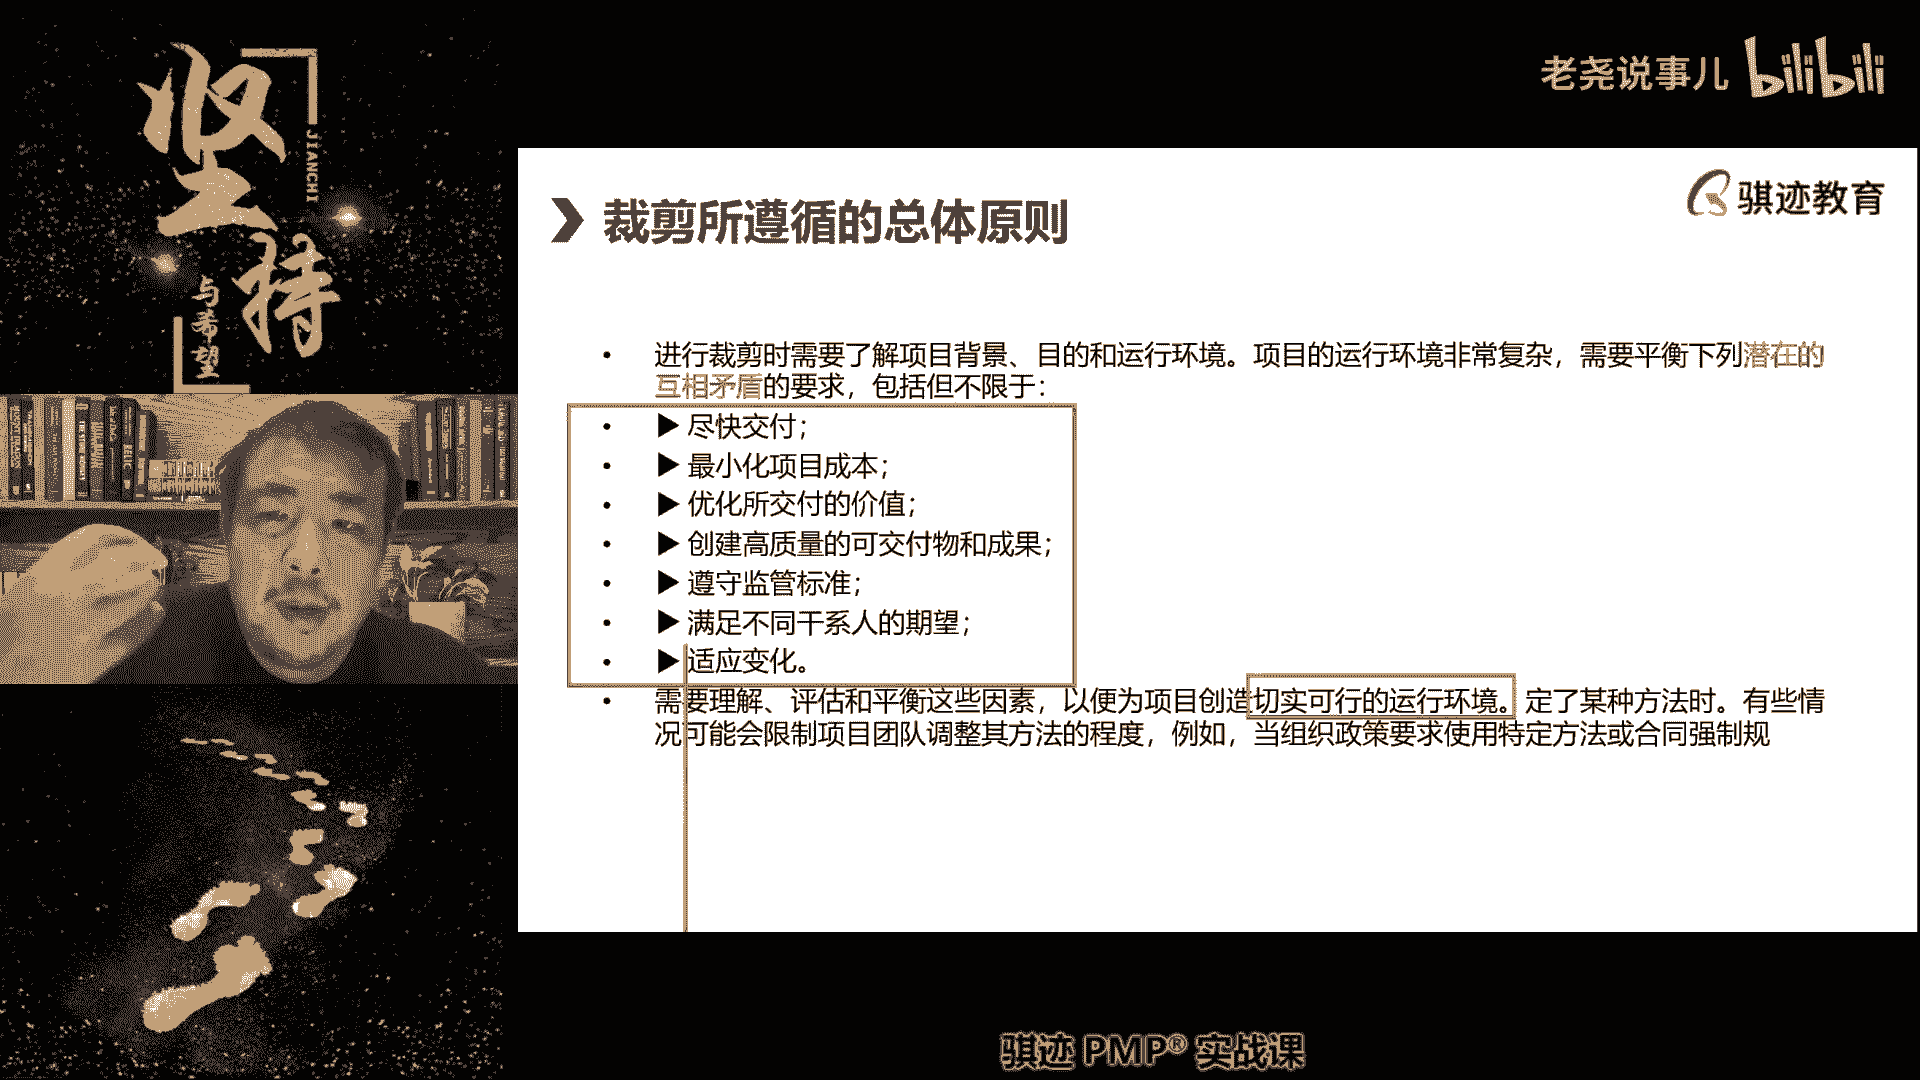 坚持
JIANCHI
与希望
老尧说事儿 bilibili
骐迹教育
裁剪所遵循的总体原则
• 进行裁剪时需要了解项目背景、目的和运行环境。项目的运行环境非常复杂，需要平衡下列潜在的
互相矛盾的要求，包括但不限于：
• ▶ 尽快交付；
• ▶ 最小化项目成本；
• ▶ 优化所交付的价值；
• ▶ 创建高质量的可交付物和成果；
• ▶ 遵守监管标准；
• ▶ 满足不同干系人的期望；
• ▶ 适应变化。
• 需要理解、评估和平衡这些因素，以便为项目创造切实可行的运行环境。定了某种方法时。有些情
况可能会限制项目团队调整其方法的程度，例如，当组织政策要求使用特定方法或合同强制规
骐迹 PMP® 实战课